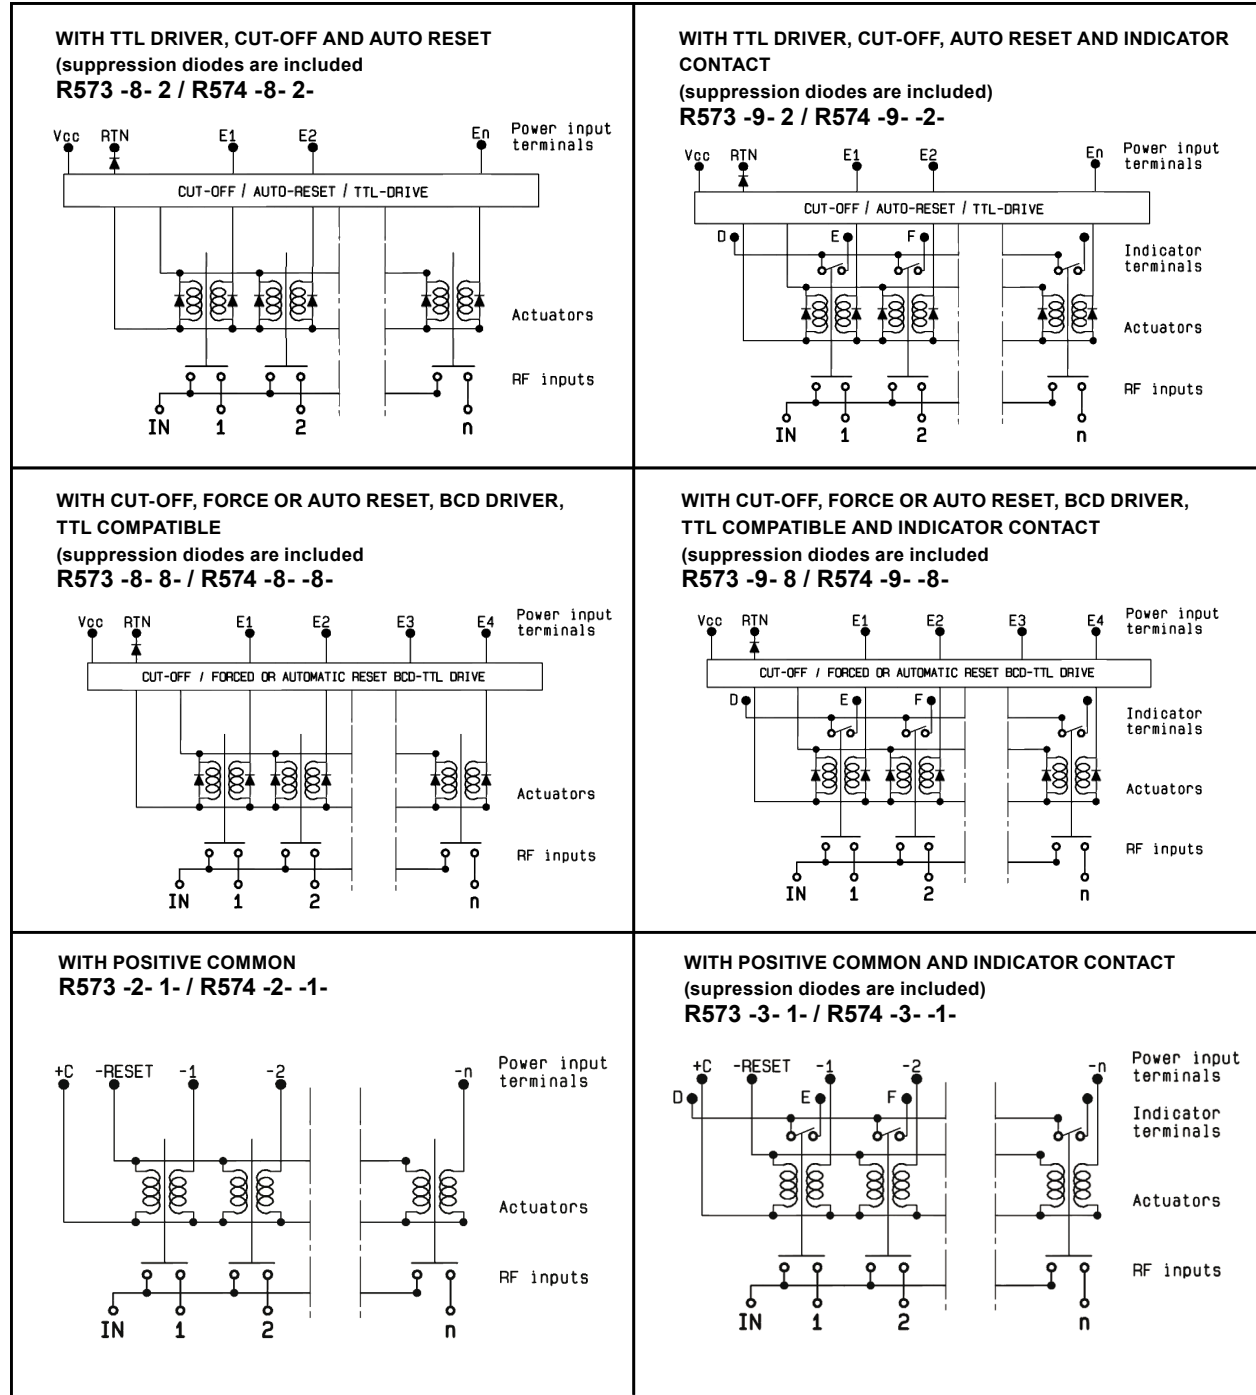 WITH TTL DRIVER, CUT-OFF AND AUTO RESET
(suppression diodes are included
R573 -8- 2 / R574 -8- 2-
Vcc RTN E1 E2 En Power input
terminals
CUT-OFF / AUTO-RESET / TTL-DRIVE
Actuators
RF inputs
IN 1 2 n
WITH TTL DRIVER, CUT-OFF, AUTO RESET AND INDICATOR
CONTACT
(suppression diodes are included)
R573 -9- 2 / R574 -9- -2-
Vcc RTN E1 E2 En Power input
terminals
CUT-OFF / AUTO-RESET / TTL-DRIVE
D E F Indicator
terminals
Actuators
RF inputs
IN 1 2 n
WITH CUT-OFF, FORCE OR AUTO RESET, BCD DRIVER,
TTL COMPATIBLE
(suppression diodes are included
R573 -8- 8- / R574 -8- -8-
Vcc RTN E1 E2 E3 E4 Power input
terminals
CUT-OFF / FORCED OR AUTOMATIC RESET BCD-TTL DRIVE
Actuators
RF inputs
IN 1 2 n
WITH CUT-OFF, FORCE OR AUTO RESET, BCD DRIVER,
TTL COMPATIBLE AND INDICATOR CONTACT
(suppression diodes are included
R573 -9- 8 / R574 -9- -8-
Vcc RTN E1 E2 E3 E4 Power input
terminals
CUT-OFF / FORCED OR AUTOMATIC RESET BCD-TTL DRIVE
D E F Indicator
terminals
Actuators
RF inputs
IN 1 2 n
WITH POSITIVE COMMON
R573 -2- 1- / R574 -2- -1-
+C -RESET -1 -2 -n Power input
terminals
Actuators
RF inputs
IN 1 2 n
WITH POSITIVE COMMON AND INDICATOR CONTACT
(supression diodes are included)
R573 -3- 1- / R574 -3- -1-
+C -RESET -1 -2 -n Power input
terminals
D E F Indicator
terminals
Actuators
RF inputs
IN 1 2 n